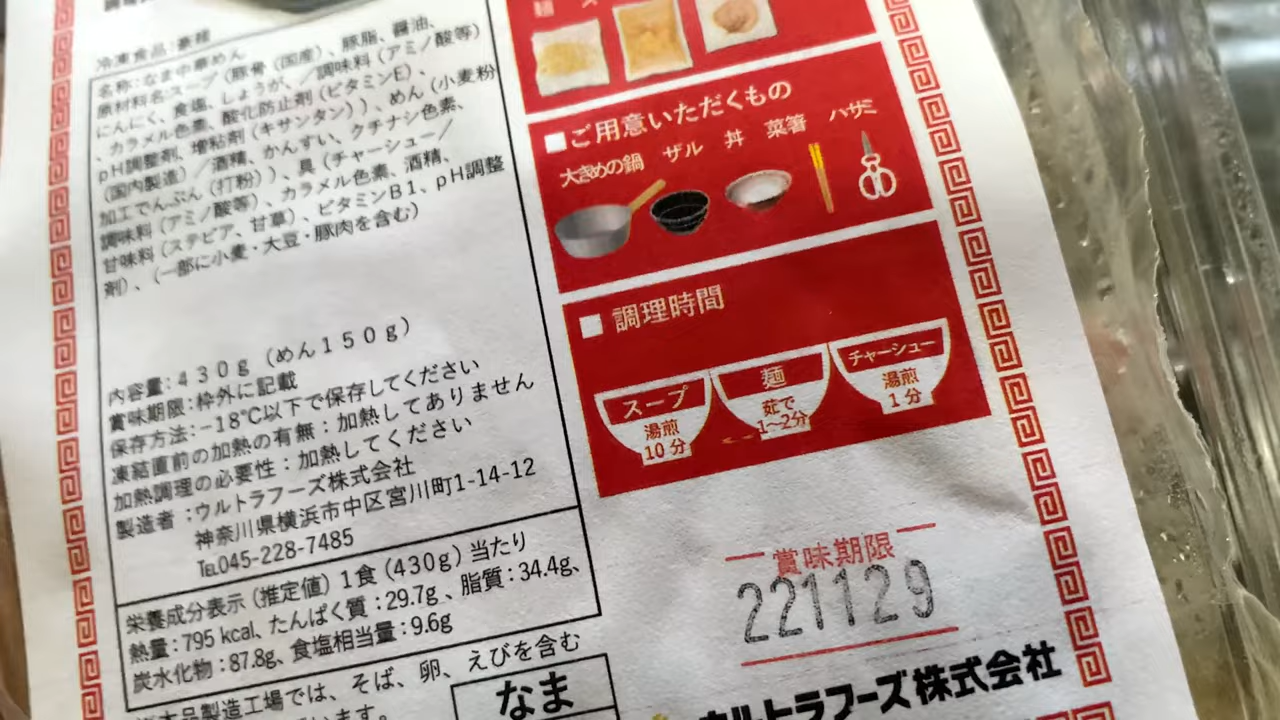 冷凍食品:豪麺
名称:なま中華めん
原材料名:スープ(豚骨(国産)、豚脂、醤油、
にんにく、食塩、しょうが、／調味料(アミノ酸等)
、カラメル色素、酸化防止剤(ビタミンE)、
pH調整剤、増粘剤(キサンタン))、めん(小麦粉
(国内製造)／酒精、かんすい、クチナシ色素、
加工でんぷん(打粉))、具(チャーシュー／
調味料(アミノ酸等)、カラメル色素、酒精、
甘味料(ステビア、甘草)、ビタミンB1、pH調整
剤)、(一部に小麦・大豆・豚肉を含む)
内容量:430g(めん150g)
賞味期限:枠外に記載
保存方法:-18℃以下で保存してください
凍結直前の加熱の有無:加熱してありません
加熱調理の必要性:加熱してください
製造者:ウルトラフーズ株式会社
神奈川県横浜市中区宮川町1-14-12
℡045-228-7485
栄養成分表示(推定値)1食(430g)当たり
熱量:795 kcal、たんぱく質:29.7g、脂質:34.4g、
炭水化物:87.8g、食塩相当量:9.6g
本品製造工場では、そば、卵、えびを含む
います。
なま
麺 ス
■ご用意いただくもの
大きめの鍋 ザル 丼 菜箸 ハサミ
■調理時間
スープ
湯煎
10分
麺
茹で
1〜2分
チャーシュー
湯煎
1分
賞味期限
221129
ウルトラフーズ株式会社